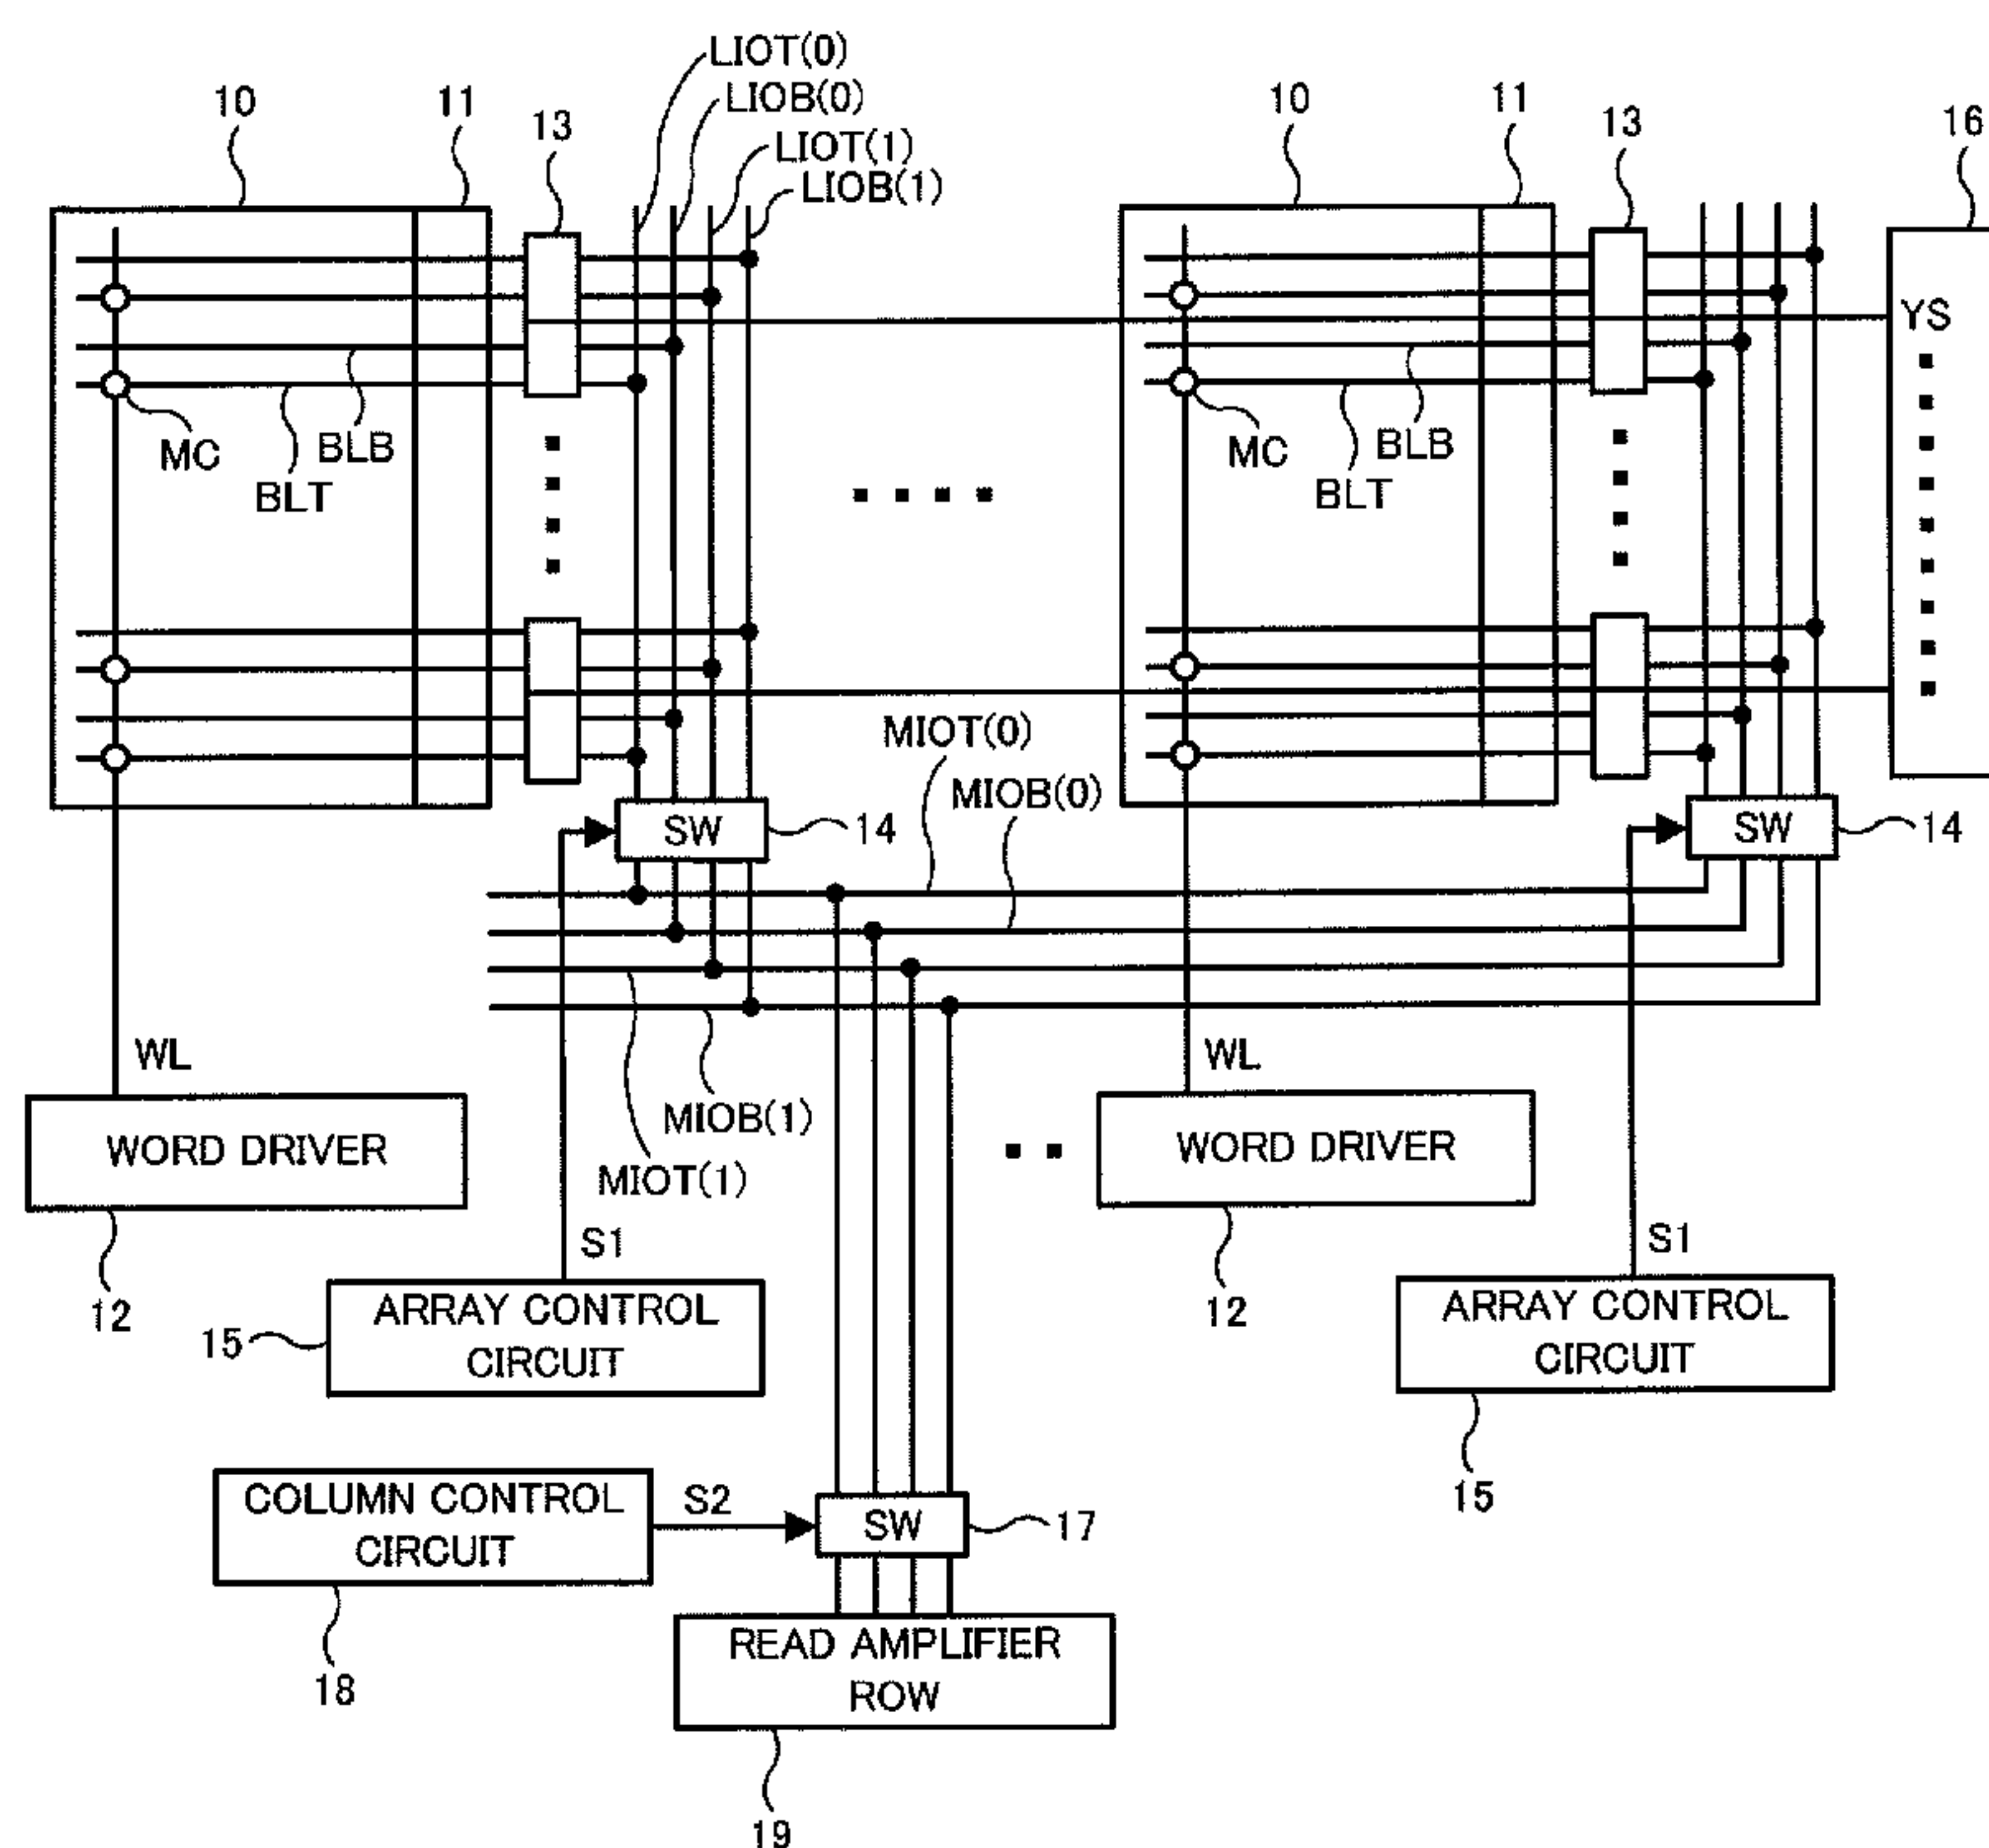 LIOT(0)
LIOB(0)
LIOT(1)
LIOB(1)
10
11
13
10
11
13
16
YS
MC
BLB
BLT
MC
BLB
BLT
MIOT(0)
MIOB(0)
SW
14
SW
14
WL
WL
MIOB(1)
MIOT(1)
WORD DRIVER
WORD DRIVER
12
12
S1
S1
ARRAY CONTROL
CIRCUIT
15
ARRAY CONTROL
CIRCUIT
15
COLUMN CONTROL
CIRCUIT
18
S2
SW
17
READ AMPLIFIER
ROW
19